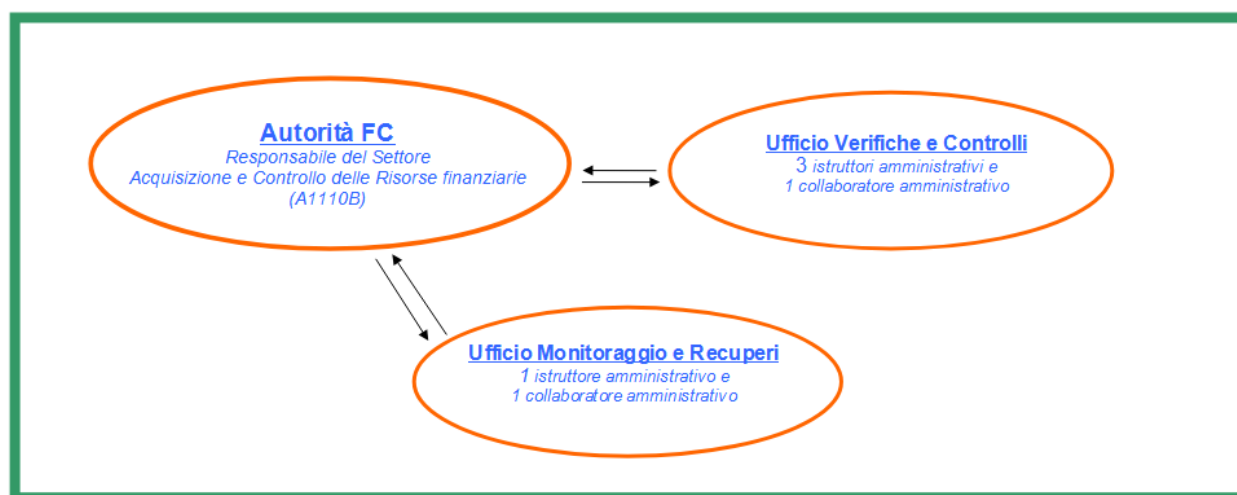 Autorità FC
Responsabile del Settore
Acquisizione e Controllo delle Risorse finanziarie
(A1110B)
Ufficio Verifiche e Controlli
3 istruttori amministrativi e
1 collaboratore amministrativo
Ufficio Monitoraggio e Recuperi
1 istruttore amministrativo e
1 collaboratore amministrativo